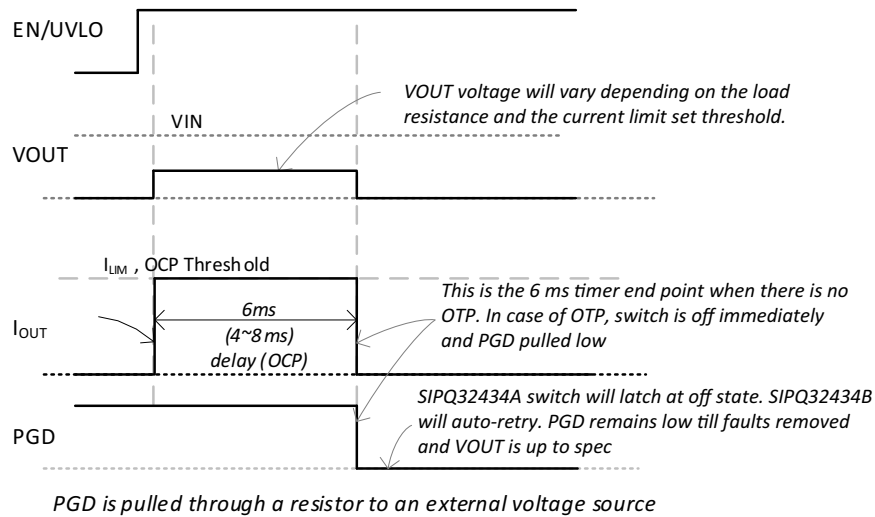 EN/UVLO
VOUT voltage will vary depending on the load
resistance and the current limit set threshold.
VIN
VOUT
ILIM , OCP Threshold
This is the 6 ms timer end point when there is no
OTP. In case of OTP, switch is off immediately
and PGD pulled low
6ms
(4~8 ms)
delay (OCP)
IOUT
SIPQ32434A switch will latch at off state. SIPQ32434B
will auto-retry. PGD remains low till faults removed
and VOUT is up to spec
PGD
PGD is pulled through a resistor to an external voltage source